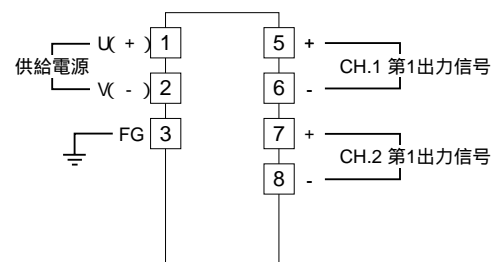 U( + ) 1
供給電源
V( - ) 2
FG 3
5 +
CH.1 第1出力信号
6 -
7 +
CH.2 第1出力信号
8 -